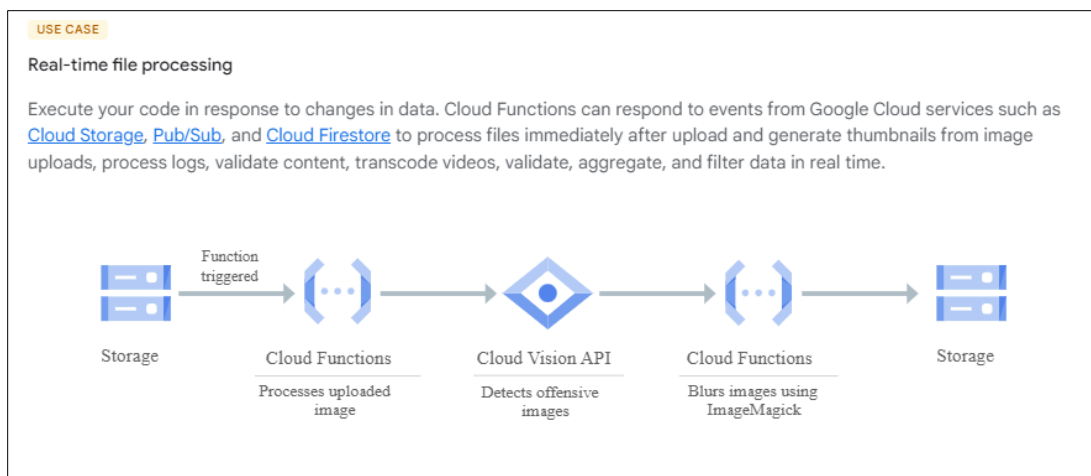 USE CASE
Real-time file processing
Execute your code in response to changes in data. Cloud Functions can respond to events from Google Cloud services such as
Cloud Storage, Pub/Sub, and Cloud Firestore to process files immediately after upload and generate thumbnails from image
uploads, process logs, validate content, transcode videos, validate, aggregate, and filter data in real time.
Function
triggered
Storage
Cloud Functions
Processes uploaded
image
Cloud Vision API
Detects offensive
images
Cloud Functions
Blurs images using
ImageMagick
Storage